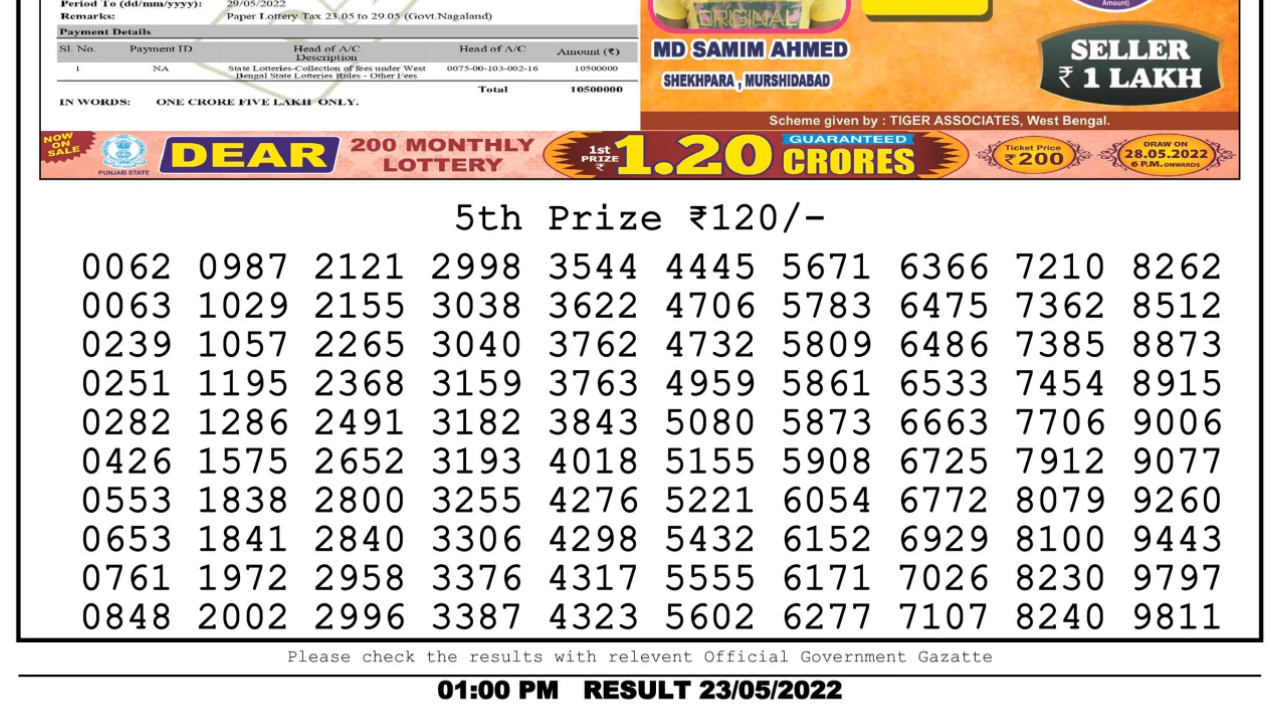 Period To (dd/mm/yyyy): 29/05/2022
Remarks: Paper Lottery Tax 23.05 to 29.05 (Govt.Nagaland)
Payment Details
Sl. No. Payment ID Head of A/C Description Head of A/C Amount (₹)
1 NA State Lotteries-Collection of fees under West Bengal State Lotteries Rules - Other Fees 0075-00-103-002-16 10500000
Total 10500000
IN WORDS: ONE CRORE FIVE LAKH ONLY.
ORIGINAL
MD SAMIM AHMED
SHEKHPARA , MURSHIDABAD
Amount)
SELLER
₹ 1 LAKH
Scheme given by : TIGER ASSOCIATES, West Bengal.
NOW ON SALE
PUNJAB STATE
DEAR
200 MONTHLY
LOTTERY
1st PRIZE ₹ 1.20 GUARANTEED CRORES
Ticket Price
₹200
DRAW ON
28.05.2022
6 P.M. ONWARDS
5th Prize ₹120/-
0062 0987 2121 2998 3544 4445 5671 6366 7210 8262
0063 1029 2155 3038 3622 4706 5783 6475 7362 8512
0239 1057 2265 3040 3762 4732 5809 6486 7385 8873
0251 1195 2368 3159 3763 4959 5861 6533 7454 8915
0282 1286 2491 3182 3843 5080 5873 6663 7706 9006
0426 1575 2652 3193 4018 5155 5908 6725 7912 9077
0553 1838 2800 3255 4276 5221 6054 6772 8079 9260
0653 1841 2840 3306 4298 5432 6152 6929 8100 9443
0761 1972 2958 3376 4317 5555 6171 7026 8230 9797
0848 2002 2996 3387 4323 5602 6277 7107 8240 9811
Please check the results with relevent Official Government Gazatte
01:00 PM RESULT 23/05/2022